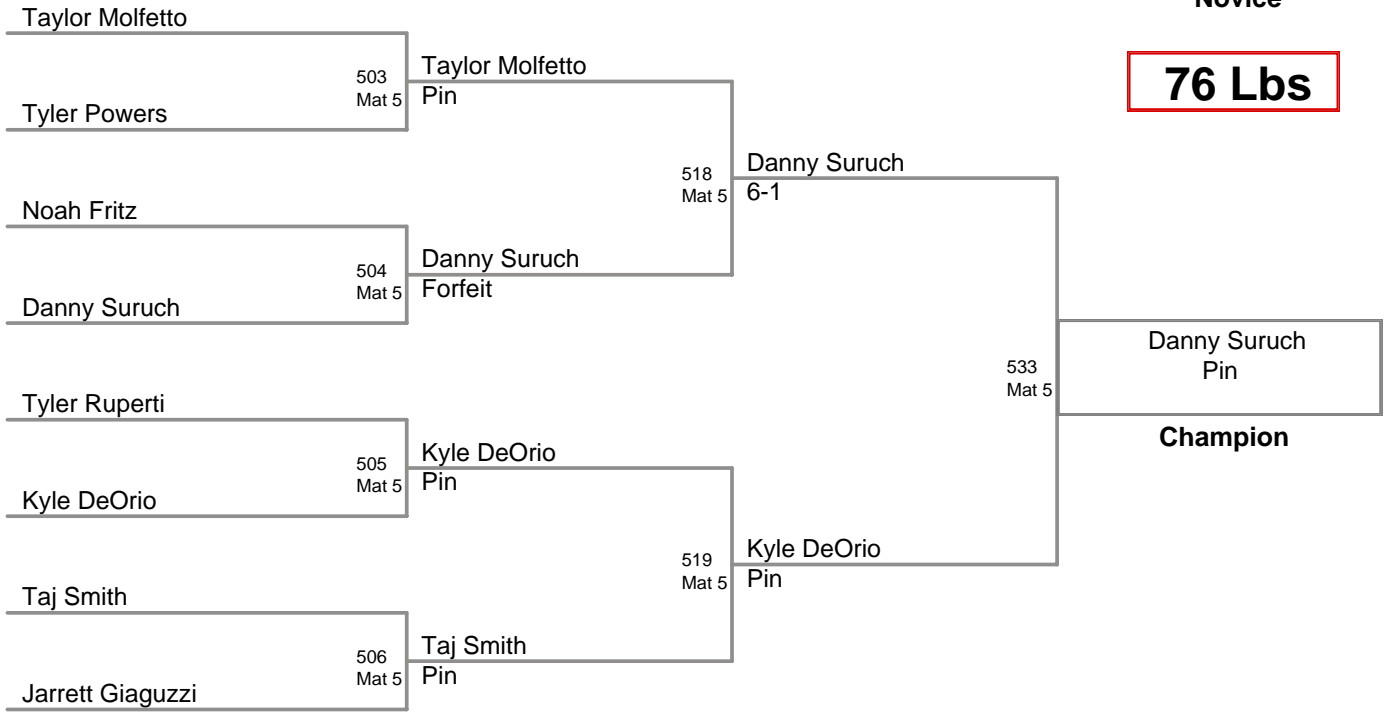 Novice
76 Lbs
Taylor Molfetto
503
Mat 5
Taylor Molfetto
Pin
Tyler Powers
518
Mat 5
Danny Suruch
6-1
Noah Fritz
504
Mat 5
Danny Suruch
Forfeit
Danny Suruch
533
Mat 5
Danny Suruch
Pin
Champion
Tyler Ruperti
505
Mat 5
Kyle DeOrio
Pin
Kyle DeOrio
519
Mat 5
Kyle DeOrio
Pin
Taj Smith
506
Mat 5
Taj Smith
Pin
Jarrett Giaguzzi